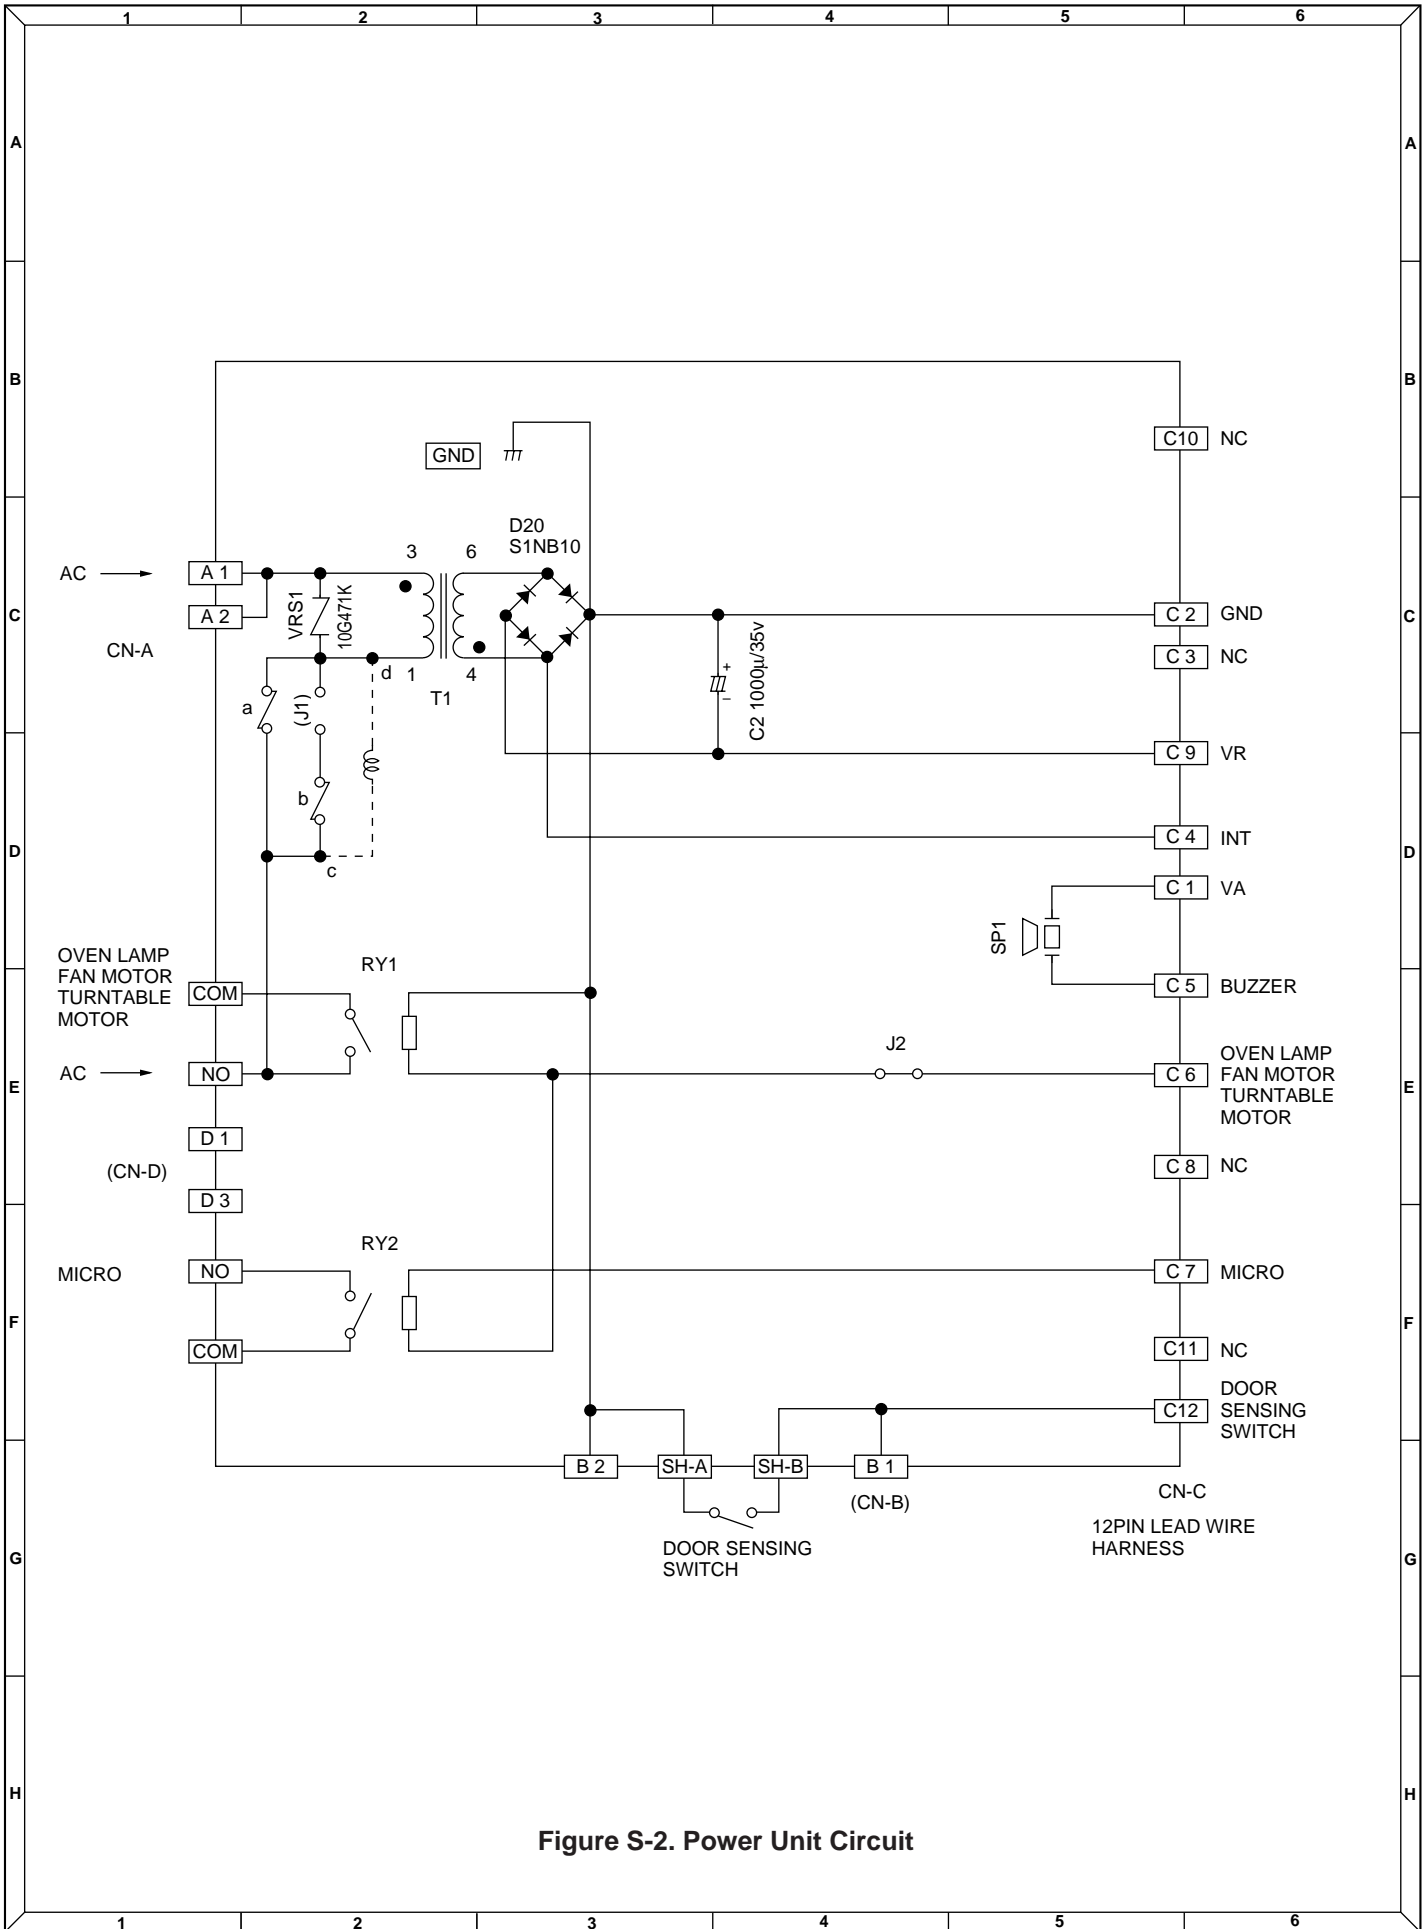 1 2 3 4 5 6
A A
B B
C10 NC
GND
C C
D20
S1NB10
3 6
AC A 1
A 2
VRS1
10G471K
C 2 GND
CN-A
C 3 NC
d 1 4
T1
a
(J1)
+
–
C2 1000µ/35v
C 9 VR
b
D D
C 4 INT
c
C 1 VA
SP1
OVEN LAMP
FAN MOTOR
TURNTABLE
MOTOR
RY1
COM
C 5 BUZZER
J2
E E
AC NO
C 6
OVEN LAMP
FAN MOTOR
TURNTABLE
MOTOR
D 1
(CN-D)
C 8 NC
D 3
RY2
MICRO NO
C 7 MICRO
F F
COM
C11 NC
C12
DOOR
SENSING
SWITCH
B 2 SH-A SH-B B 1
(CN-B)
CN-C
12PIN LEAD WIRE
HARNESS
DOOR SENSING
SWITCH
G G
H H
Figure S-2. Power Unit Circuit
1 2 3 4 5 6